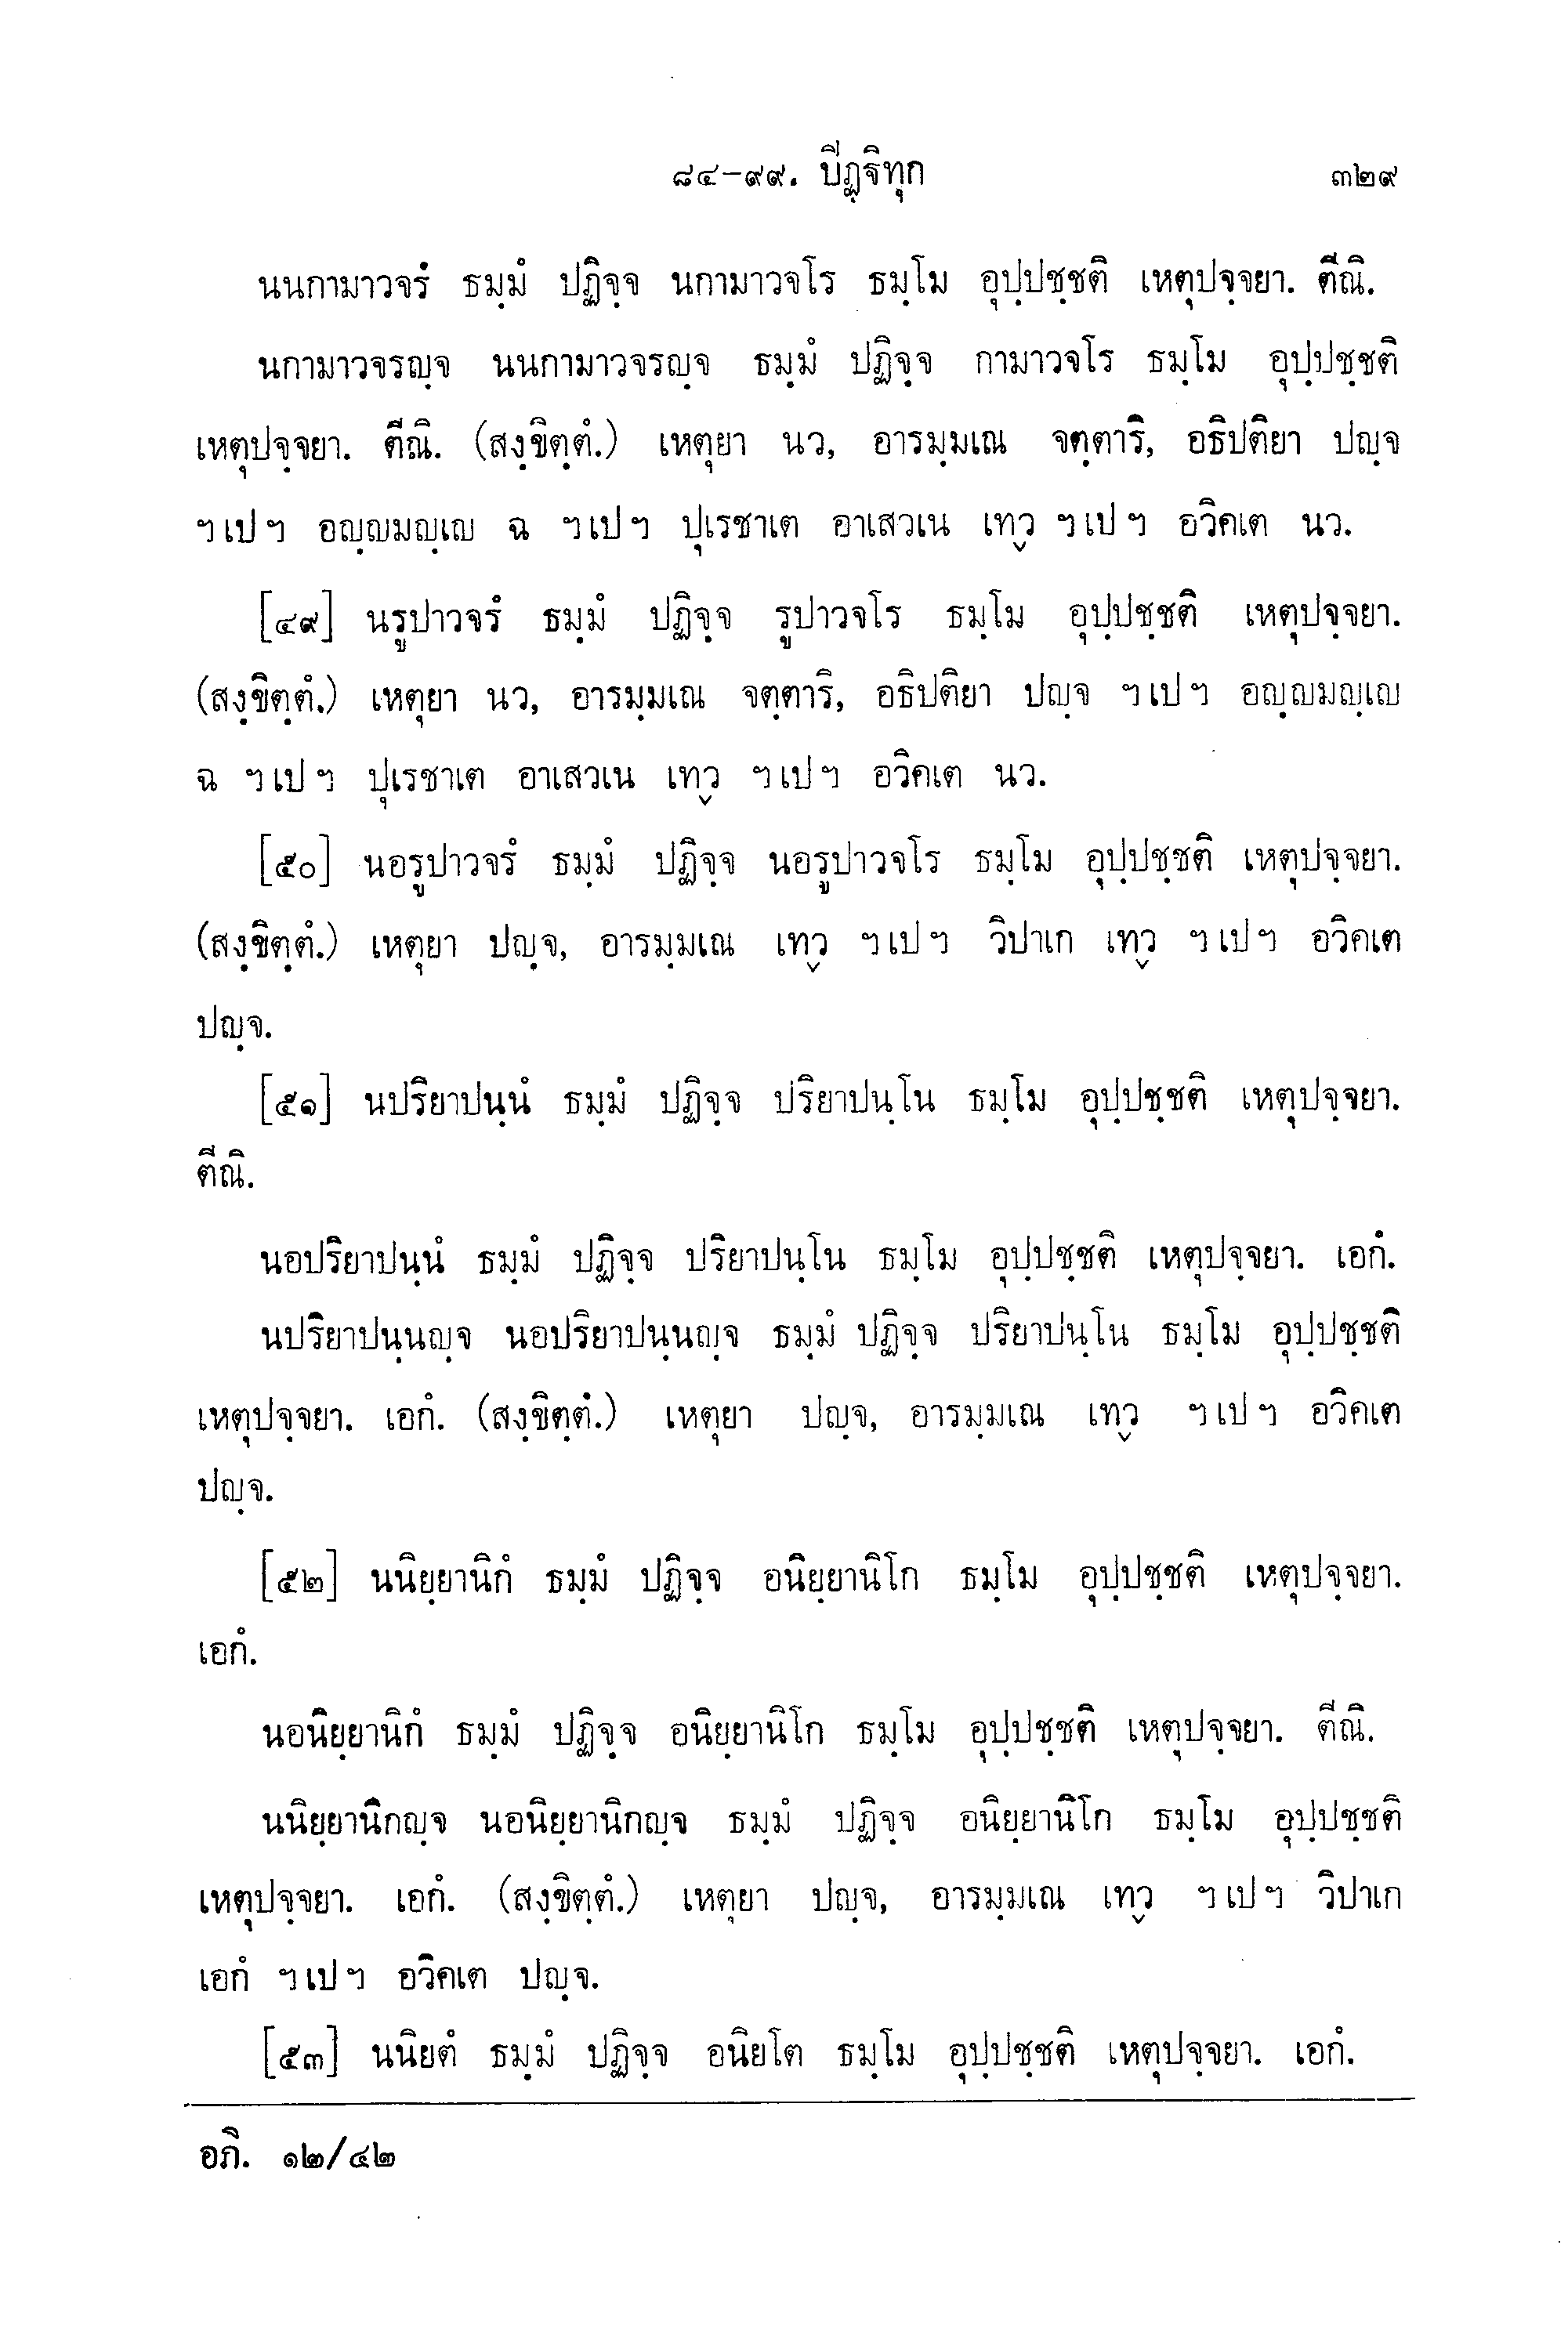 ๘๔-๙๙. ปิฏฺฐิทุก ๓๒๙
นนกามาวจรํ ธมฺมํ ปฏิจฺจ นกามาวจโร ธมฺโม อุปฺปชฺชติ เหตุปจฺจยา. ตีณิ.
นกามาวจรญฺจ นนกามาวจรญฺจ ธมฺมํ ปฏิจฺจ กามาวจโร ธมฺโม อุปฺปชฺชติ
เหตุปจฺจยา. ตีณิ. (สงฺขิตฺตํ.) เหตุยา นว, อารมฺมเณ จตฺตาริ, อธิปติยา ปญฺจ
ฯเปฯ อญฺญมญฺเญ ฉ ฯเปฯ ปุเรชาเต อาเสวเน เทฺว ฯเปฯ อวิคเต นว.
[๔๙] นรูปาวจรํ ธมฺมํ ปฏิจฺจ รูปาวจโร ธมฺโม อุปฺปชฺชติ เหตุปจฺจยา.
(สงฺขิตฺตํ.) เหตุยา นว, อารมฺมเณ จตฺตาริ, อธิปติยา ปญฺจ ฯเปฯ อญฺญมญฺเญ
ฉ ฯเปฯ ปุเรชาเต อาเสวเน เทฺว ฯเปฯ อวิคเต นว.
[๕๐] นอรูปาวจรํ ธมฺมํ ปฏิจฺจ นอรูปาวจโร ธมฺโม อุปฺปชฺชติ เหตุปจฺจยา.
(สงฺขิตฺตํ.) เหตุยา ปญฺจ, อารมฺมเณ เทฺว ฯเปฯ วิปาเก เทฺว ฯเปฯ อวิคเต
ปญฺจ.
[๕๑] นปริยาปนฺนํ ธมฺมํ ปฏิจฺจ ปริยาปนฺโน ธมฺโม อุปฺปชฺชติ เหตุปจฺจยา.
ตีณิ.
นอปริยาปนฺนํ ธมฺมํ ปฏิจฺจ ปริยาปนฺโน ธมฺโม อุปฺปชฺชติ เหตุปจฺจยา. เอกํ.
นปริยาปนฺนญฺจ นอปริยาปนฺนญฺจ ธมฺมํ ปฏิจฺจ ปริยาปนฺโน ธมฺโม อุปฺปชฺชติ
เหตุปจฺจยา. เอกํ. (สงฺขิตฺตํ.) เหตุยา ปญฺจ, อารมฺมเณ เทฺว ฯเปฯ อวิคเต
ปญฺจ.
[๕๒] นนิยฺยานิกํ ธมฺมํ ปฏิจฺจ อนิยฺยานิโก ธมฺโม อุปฺปชฺชติ เหตุปจฺจยา.
เอกํ.
นอนิยฺยานิกํ ธมฺมํ ปฏิจฺจ อนิยฺยานิโก ธมฺโม อุปฺปชฺชติ เหตุปจฺจยา. ตีณิ.
นนิยฺยานิกญฺจ นอนิยฺยานิกญฺจ ธมฺมํ ปฏิจฺจ อนิยฺยานิโก ธมฺโม อุปฺปชฺชติ
เหตุปจฺจยา. เอกํ. (สงฺขิตฺตํ.) เหตุยา ปญฺจ, อารมฺมเณ เทฺว ฯเปฯ วิปาเก
เอกํ ฯเปฯ อวิคเต ปญฺจ.
[๕๓] นนิยตํ ธมฺมํ ปฏิจฺจ อนิยโต ธมฺโม อุปฺปชฺชติ เหตุปจฺจยา. เอกํ.
อภิ. ๑๒/๔๒